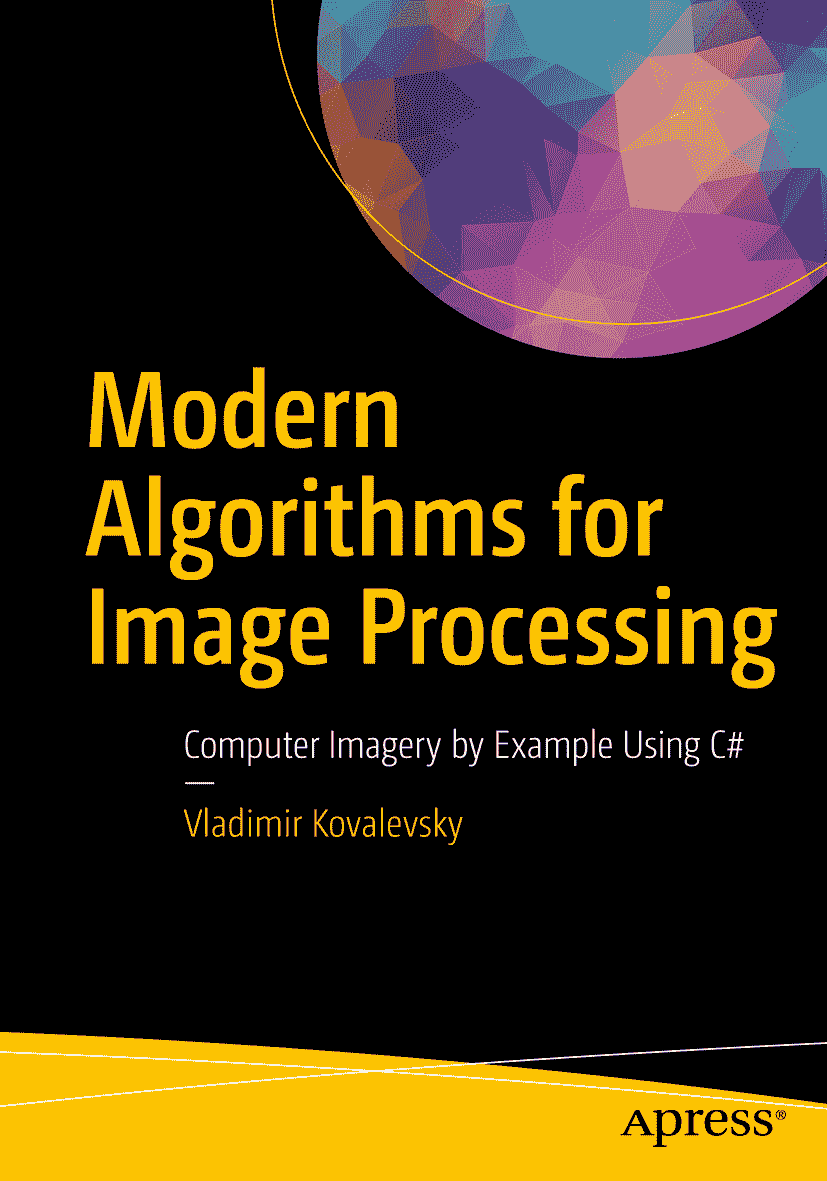 Modern
Algorithms for
Image Processing
Computer Imagery by Example Using C#
Vladimir Kovalevsky
Apress®